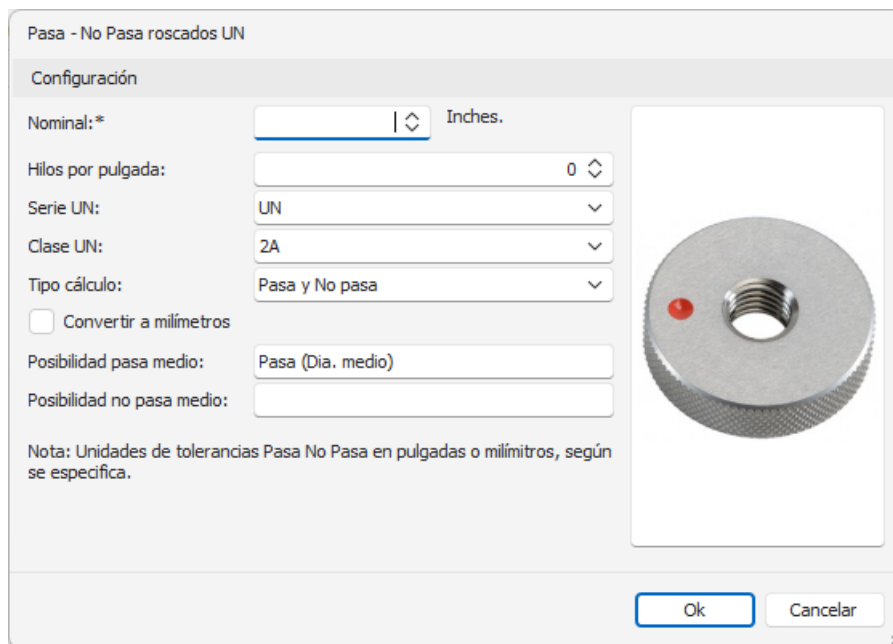 Pasa - No Pasa roscados UN
Configuración
Nominal:* Inches.
Hilos por pulgada: 0
Serie UN: UN
Clase UN: 2A
Tipo cálculo: Pasa y No pasa
Convertir a milímetros
Posibilidad pasa medio: Pasa (Dia. medio)
Posibilidad no pasa medio:
Nota: Unidades de tolerancias Pasa No Pasa en pulgadas o milímitros, según
se especifica.
Ok Cancelar